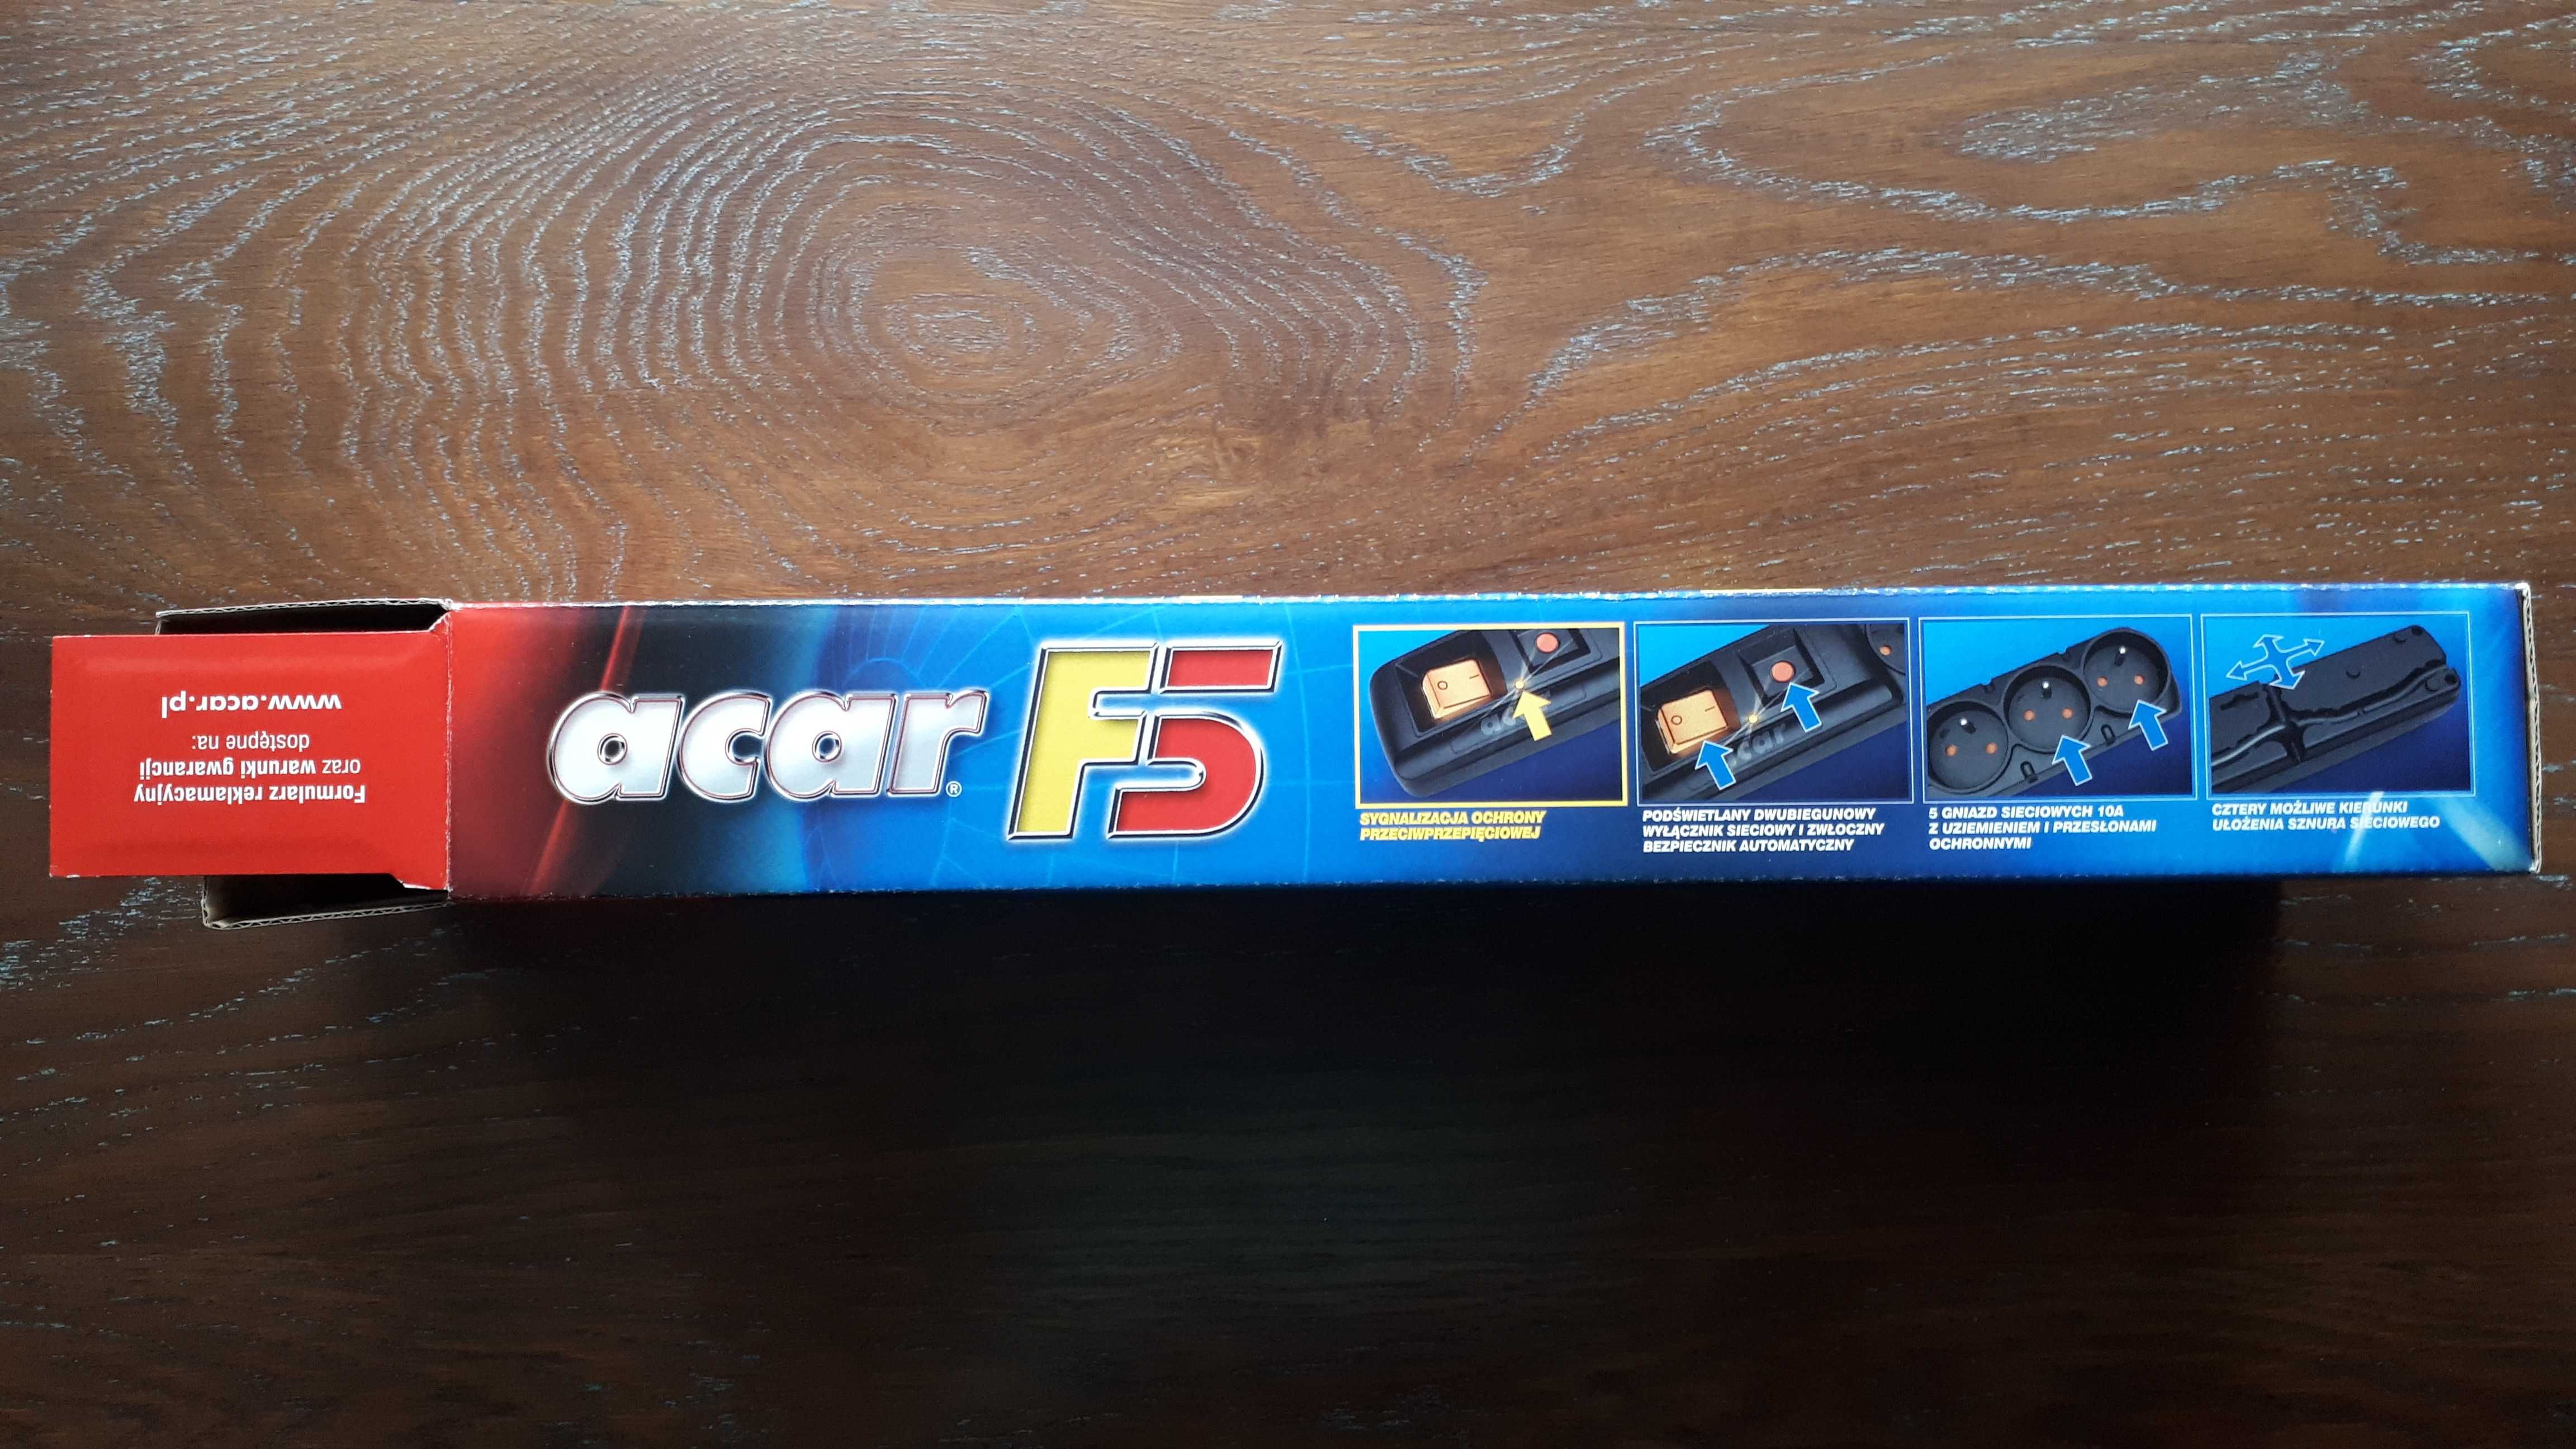 Formularz reklamacyjny
oraz warunki gwarancji
dostępne na:
www.acar.pl
acar®
F5
acar
SYGNALIZACJA OCHRONY
PRZECIWPRZEPIĘCIOWEJ
PODŚWIETLANY DWUBIEGUNOWY
WYŁĄCZNIK SIECIOWY I ZWŁOCZNY
BEZPIECZNIK AUTOMATYCZNY
5 GNIAZD SIECIOWYCH 10A
Z UZIEMIENIEM I PRZESŁONAMI
OCHRONNYMI
CZTERY MOŻLIWE KIERUNKI
UŁOŻENIA SZNURA SIECIOWEGO